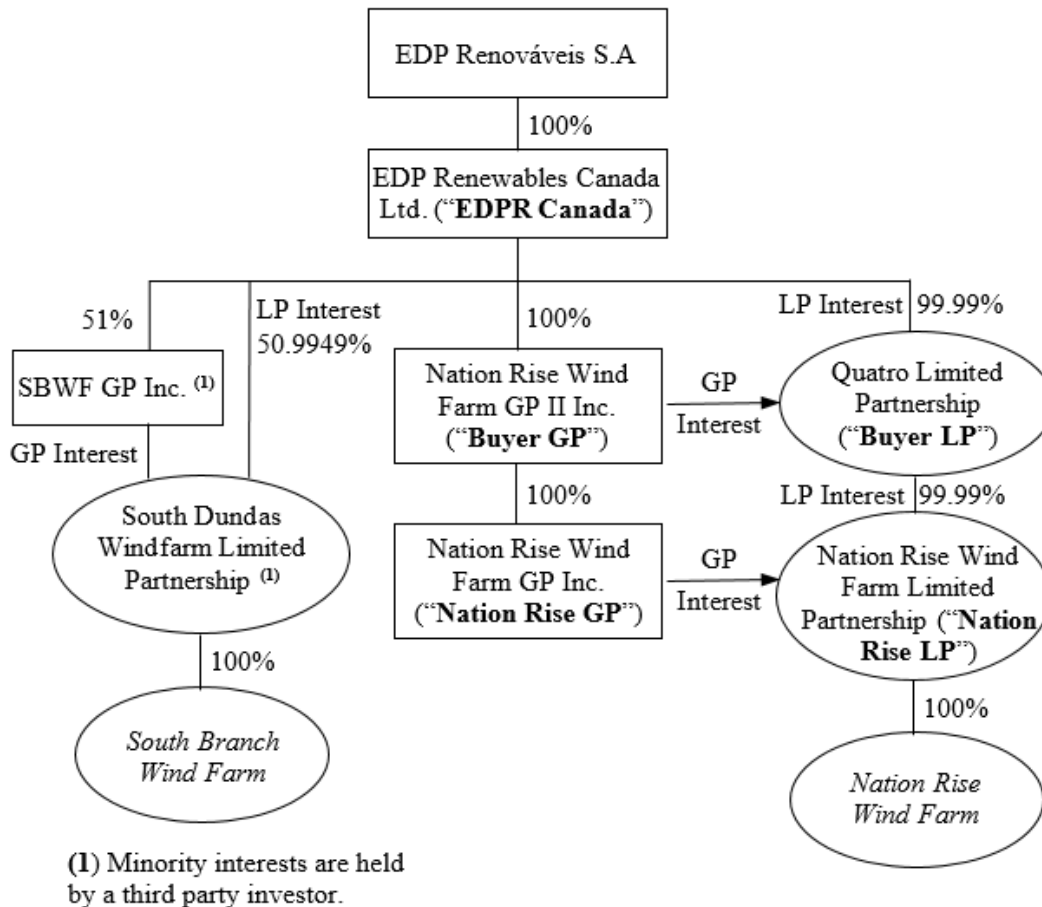 EDP Renováveis S.A
100%
EDP Renewables Canada
Ltd. (“EDPR Canada”)
51%
LP Interest
50.9949%
100%
LP Interest 99.99%
SBWF GP Inc. (1)
Nation Rise Wind
Farm GP II Inc.
(“Buyer GP”)
GP
Interest
Quatro Limited
Partnership
(“Buyer LP”)
GP Interest
100%
LP Interest 99.99%
South Dundas
Windfarm Limited
Partnership (1)
Nation Rise Wind
Farm GP Inc.
(“Nation Rise GP”)
GP
Interest
Nation Rise Wind
Farm Limited
Partnership (“Nation
Rise LP”)
100%
100%
South Branch
Wind Farm
Nation Rise
Wind Farm
(1) Minority interests are held
by a third party investor.